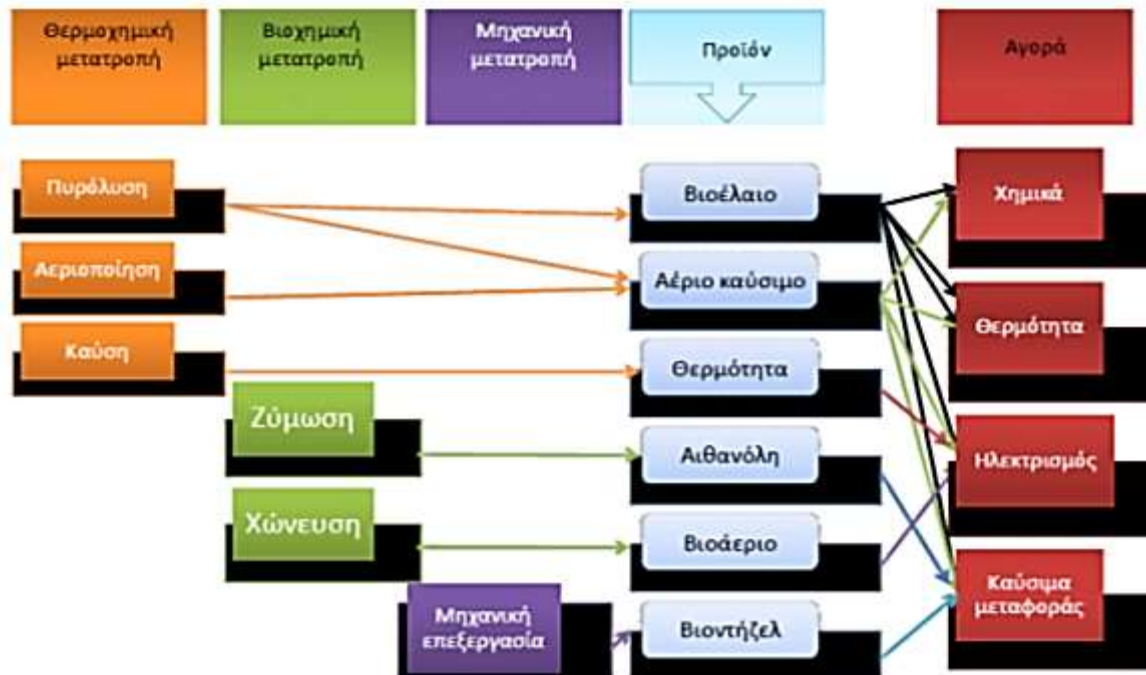 Θερμοχημική
μετατροπή
Βιοχημική
μετατροπή
Μηχανική
μετατροπή
Προϊόν
Αγορά
Πυρόλυση
Αεριοποίηση
Καύση
Ζύμωση
Χώνευση
Μηχανική
επεξεργασία
Βιοέλαιο
Αέριο καύσιμο
Θερμότητα
Αιθανόλη
Βιοάεριο
Βιοντήζελ
Χημικά
Θερμότητα
Ηλεκτρισμός
Καύσιμα
μεταφοράς